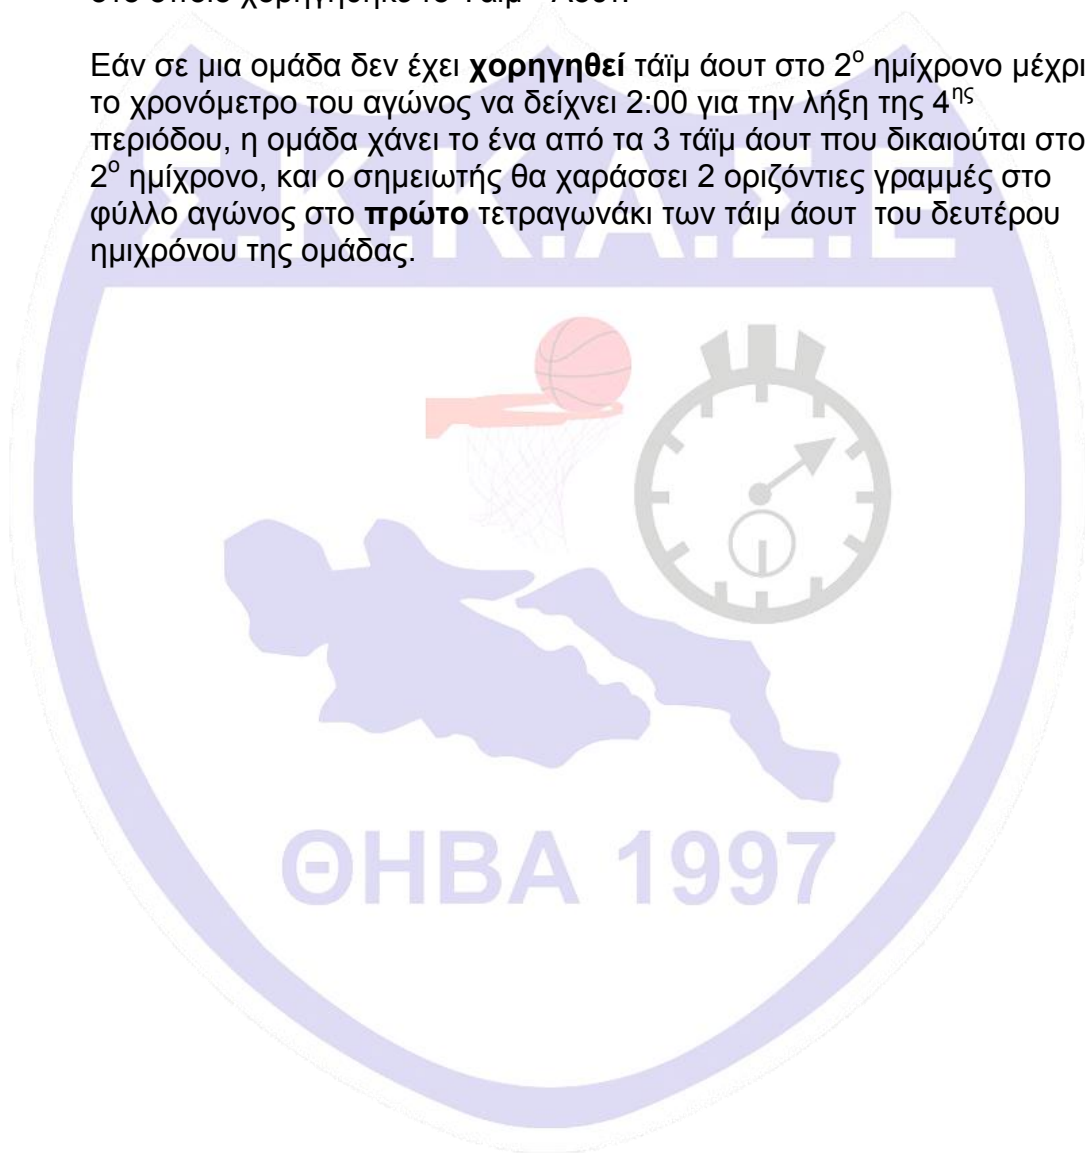 Εάν σε μια ομάδα δεν έχει χορηγηθεί τάϊμ άουτ στο 2ο ημίχρονο μέχρι
το χρονόμετρο του αγώνος να δείχνει 2:00 για την λήξη της 4ης
περιόδου, η ομάδα χάνει το ένα από τα 3 τάϊμ άουτ που δικαιούται στο
2ο ημίχρονο, και ο σημειωτής θα χαράσσει 2 οριζόντιες γραμμές στο
φύλλο αγώνος στο πρώτο τετραγωνάκι των τάιμ άουτ του δευτέρου
ημιχρόνου της ομάδας.
Σ.Κ.Κ.Α.Σ.Ε
ΘΗΒΑ 1997